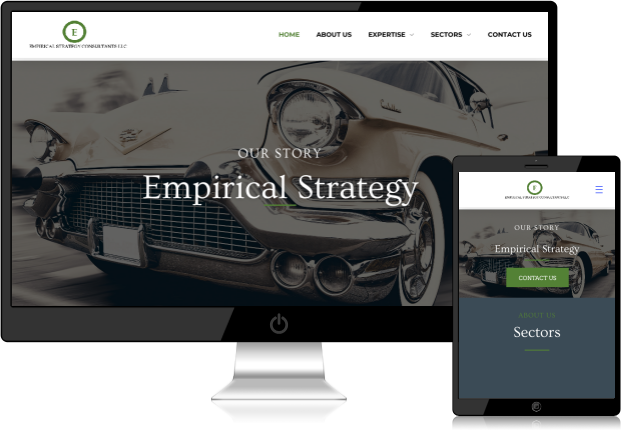 E
EMPIRICAL STRATEGY CONSULTANTS LLC
HOME ABOUT US EXPERTISE SECTORS CONTACT US
OUR STORY
Empirical Strategy
E
EMPIRICAL STRATEGY CONSULTANTS LLC
OUR STORY
Empirical Strategy
CONTACT US
ABOUT US
Sectors